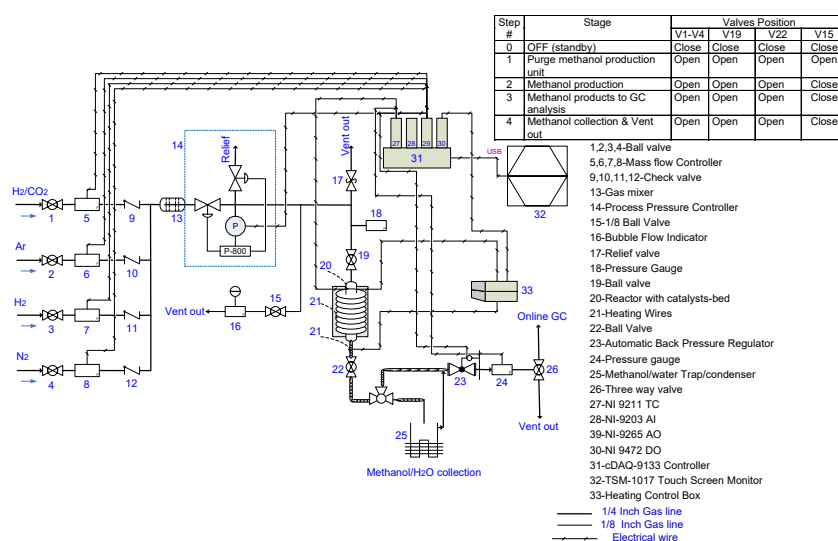 Step # Stage Valves Position
V1-V4 V19 V22 V15
0 OFF (standby) Close Close Close Close
1 Purge methanol production unit Open Open Open Open
2 Methanol production Open Open Open Close
3 Methanol products to GC analysis Open Open Open Close
4 Methanol collection & Vent out Open Open Open Close
1,2,3,4-Ball valve
5,6,7,8-Mass flow Controller
9,10,11,12-Check valve
13-Gas mixer
14-Process Pressure Controller
15-1/8 Ball Valve
16-Bubble Flow Indicator
17-Relief valve
18-Pressure Gauge
19-Ball valve
20-Reactor with catalysts-bed
21-Heating Wires
22-Ball Valve
23-Automatic Back Pressure Regulator
24-Pressure gauge
25-Methanol/water Trap/condenser
26-Three way valve
27-NI 9211 TC
28-NI-9203 AI
39-NI-9265 AO
30-NI 9472 DO
31-cDAQ-9133 Controller
32-TSM-1017 Touch Screen Monitor
33-Heating Control Box
1/4 Inch Gas line
1/8 Inch Gas line
Electrical wire
14
Relief
Vent out
27 28 29 30
31
USB
32
H2/CO2
1
5
9
13
P
P-800
17
18
Ar
2
6
10
19
20
H2
3
7
11
Vent out
16
15
21
21
33
Online GC
N2
4
8
12
22
23
24
26
25
Vent out
Methanol/H2O collection